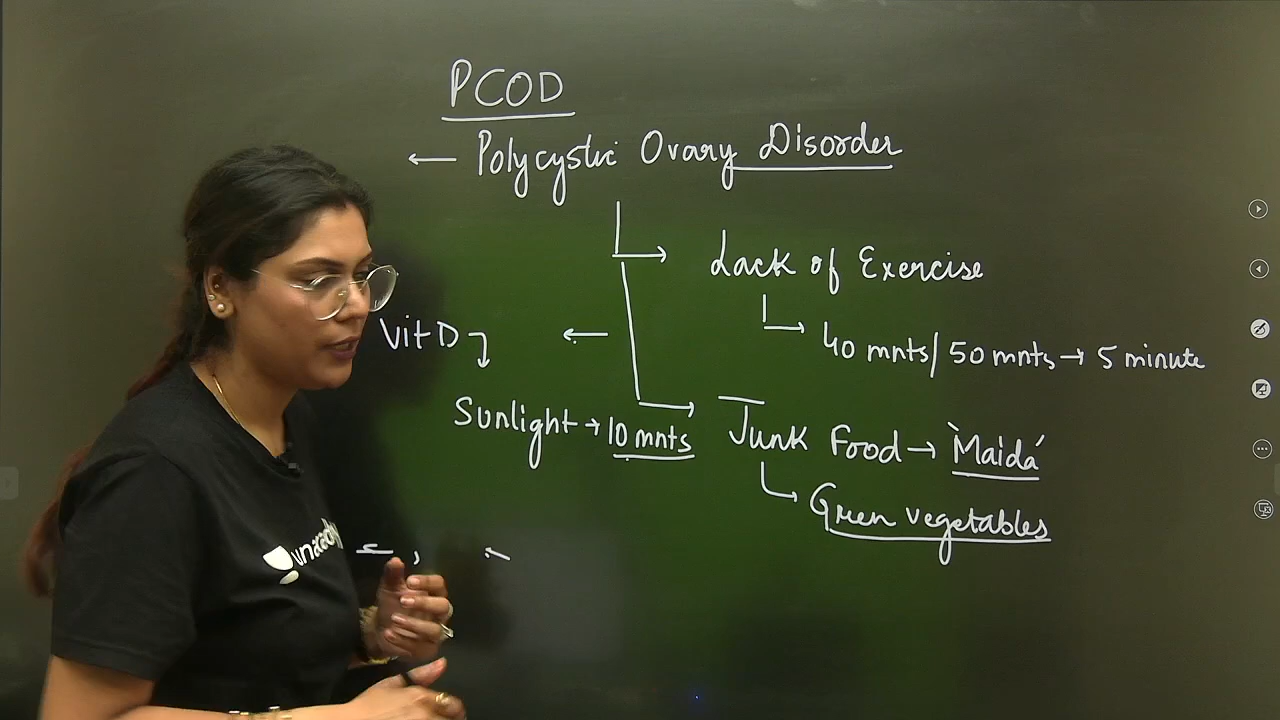 PCOD
← Polycystic Ovary Disorder
→ Lack of Exercise
→ 40 mnts/50 mnts → 5 minute
Vit D
Sunlight → 10 mnts
→ Junk Food → 'Maida'
→ Green vegetables